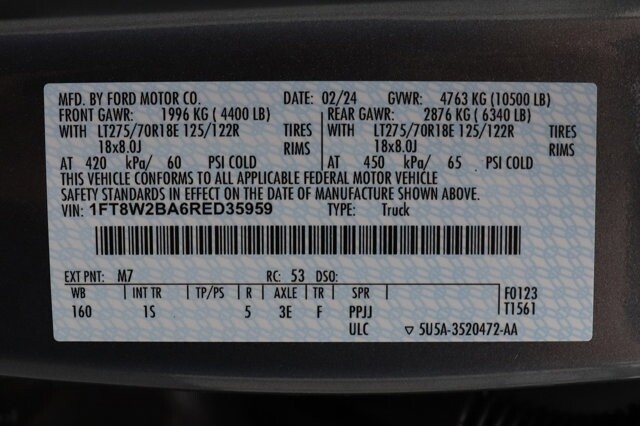 MFD. BY FORD MOTOR CO. DATE: 02/24 GVWR: 4763 KG (10500 LB)
FRONT GAWR: 1996 KG (4400 LB) REAR GAWR: 2876 KG (6340 LB)
WITH LT275/70R18E 125/122R TIRES WITH LT275/70R18E 125/122R TIRES
18x8.0J RIMS 18x8.0J RIMS
AT 420 kPa/ 60 PSI COLD AT 450 kPa/ 65 PSI COLD
THIS VEHICLE CONFORMS TO ALL APPLICABLE FEDERAL MOTOR VEHICLE
SAFETY STANDARDS IN EFFECT ON THE DATE OF MANUFACTURE SHOWN ABOVE.
VIN: 1FT8W2BA6RED35959 TYPE: Truck
EXT PNT: M7 RC: 53 DSO:
WB INT TR TP/PS R AXLE TR SPR F0123
160 1S 5 3E F PPJJ T1561
ULC ▽ 5U5A-3520472-AA